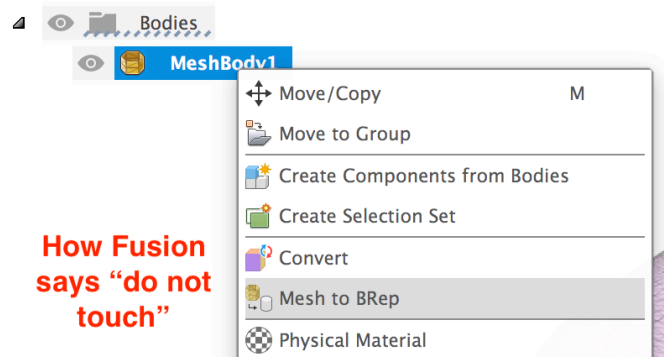 Bodies
MeshBody1
Move/Copy M
Move to Group
Create Components from Bodies
Create Selection Set
Convert
Mesh to BRep
Physical Material
How Fusion
says “do not
touch”